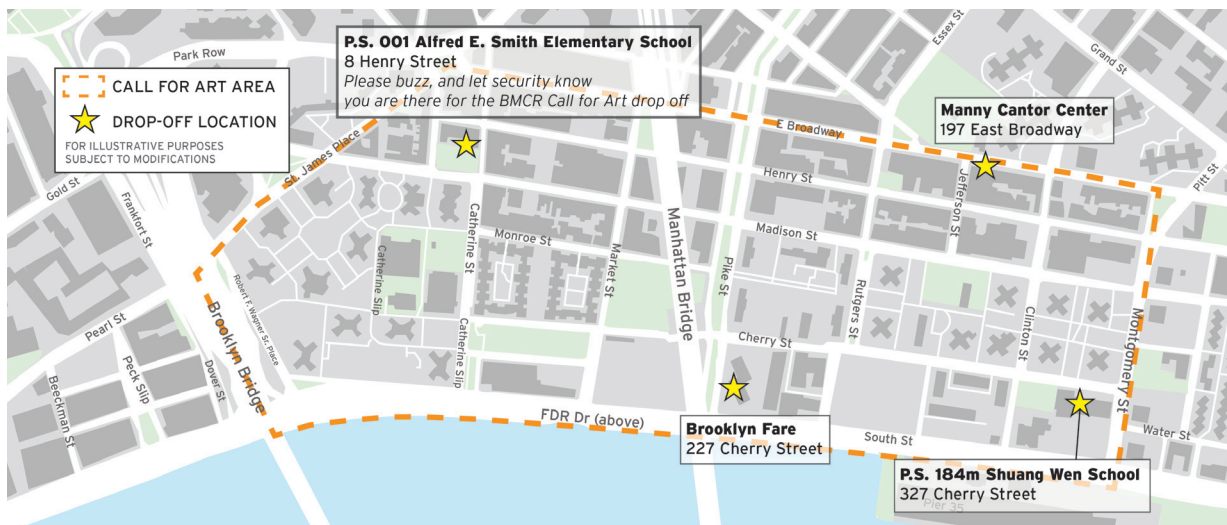 P.S. 001 Alfred E. Smith Elementary School
8 Henry Street
Please buzz, and let security know
you are there for the BMCR Call for Art drop off
Essex St
Grand St
Park Row
CALL FOR ART AREA
DROP-OFF LOCATION
FOR ILLUSTRATIVE PURPOSES
SUBJECT TO MODIFICATIONS
Manny Cantor Center
197 East Broadway
E Broadway
St. James Place
Henry St
Jefferson St
Pitt St
Gold St
Frankfort St
Catherine St
Monroe St
Madison St
Market St
Manhattan Bridge
Pike St
Catherine Slip
Rutgers St
Clinton St
Montgomery St
Robert F. Wagner Sr. Place
Brooklyn Bridge
Pearl St
Peck Slip
Dover St
Beeckman St
Catherine Slip
Cherry St
FDR Dr (above)
Brooklyn Fare
227 Cherry Street
South St
Water St
P.S. 184m Shuang Wen School
327 Cherry Street
Pier 35